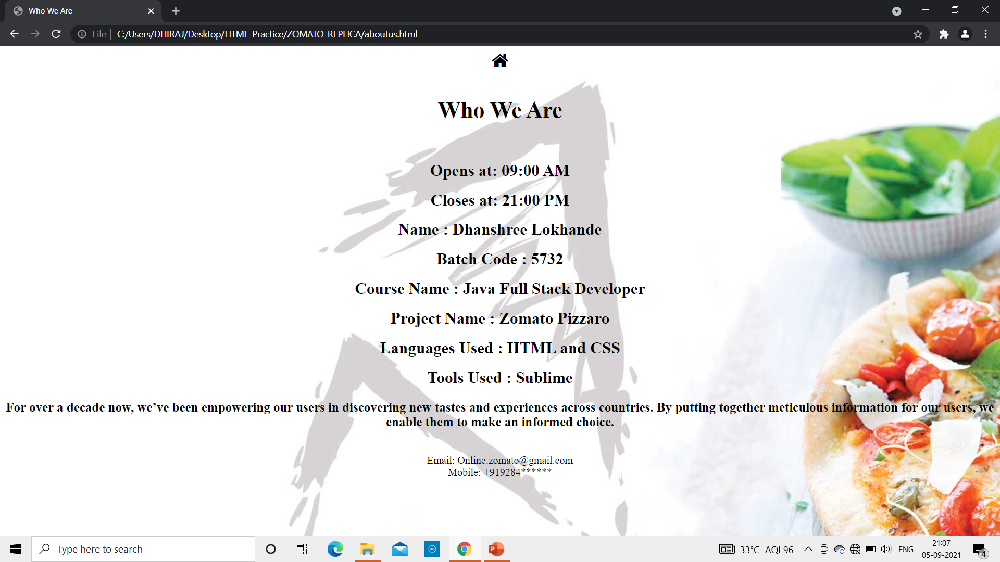 Who We Are
File
C:/Users/DHIRAJ/Desktop/HTML_Practice/ZOMATO_REPLICA/aboutus.html
Who We Are
Opens at: 09:00 AM
Closes at: 21:00 PM
Name : Dhanshree Lokhande
Batch Code : 5732
Course Name : Java Full Stack Developer
Project Name : Zomato Pizzaro
Languages Used : HTML and CSS
Tools Used : Sublime
For over a decade now, we’ve been empowering our users in discovering new tastes and experiences across countries. By putting together meticulous information for our users, we
enable them to make an informed choice.
Email: Online.zomato@gmail.com
Mobile: +919284******
Type here to search
DELL
P
33°C AQI 96
ENG
21:07
05-09-2021
4